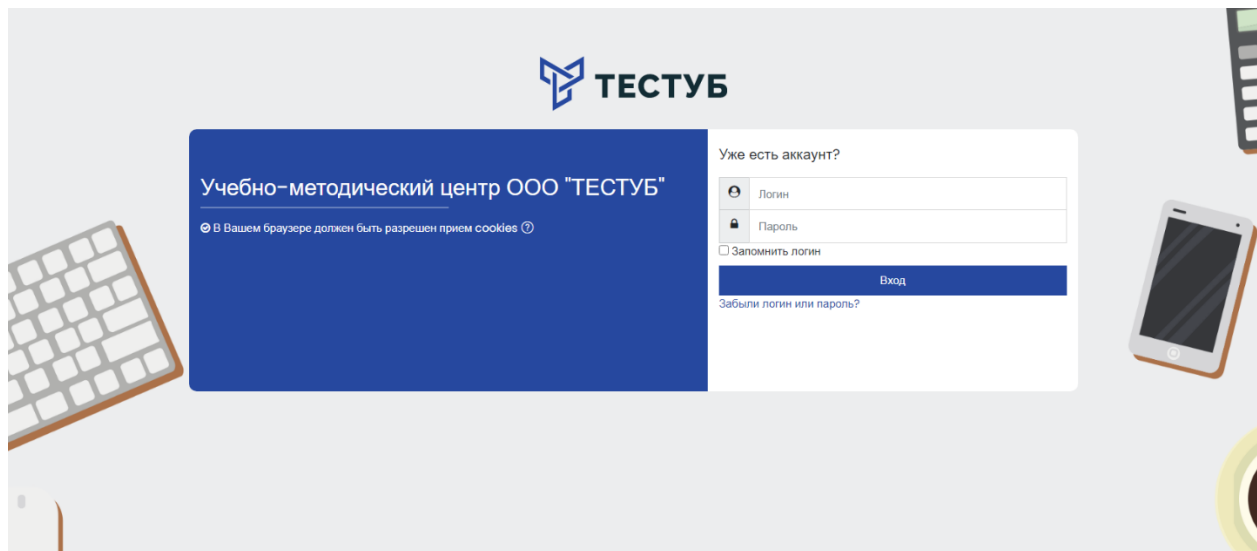 ТЕСТУБ
Учебно-методический центр ООО "ТЕСТУБ"
В Вашем браузере должен быть разрешен прием cookies
Уже есть аккаунт?
Логин
Пароль
Запомнить логин
Вход
Забыли логин или пароль?